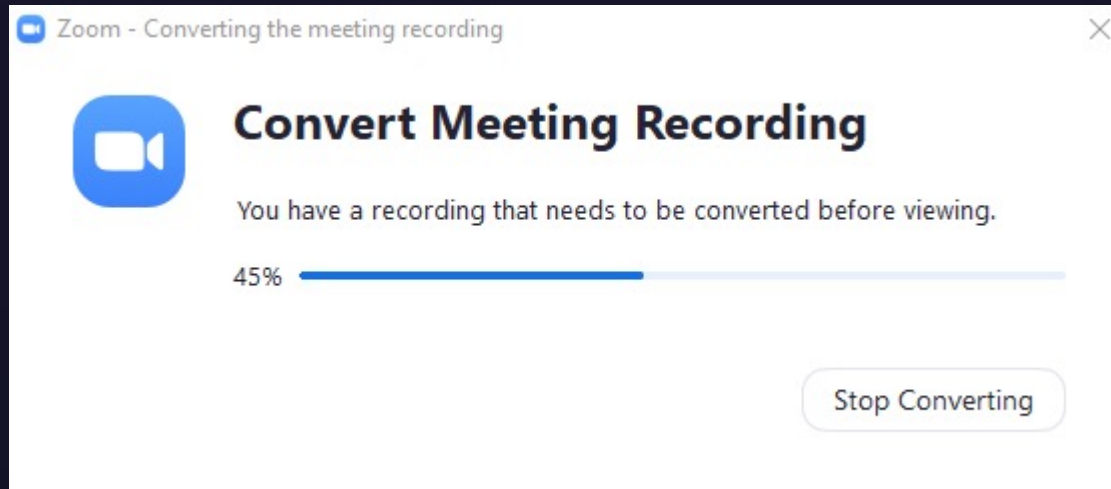 Zoom - Converting the meeting recording
Convert Meeting Recording
You have a recording that needs to be converted before viewing.
45%
Stop Converting